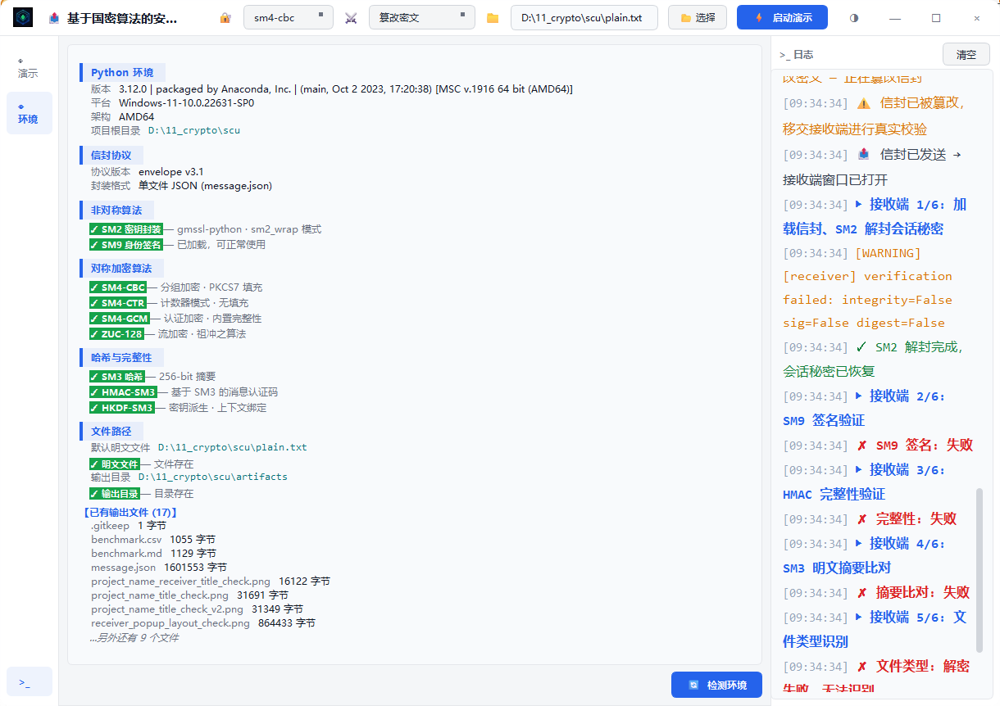 基于国密算法的安...
sm4-cbc
篡改密文
D:\11_crypto\scu\plain.txt
选择
启动演示
演示
环境
>_
Python 环境
版本 3.12.0 | packaged by Anaconda, Inc. | (main, Oct 2 2023, 17:20:38) [MSC v.1916 64 bit (AMD64)]
平台 Windows-11-10.0.22631-SP0
架构 AMD64
项目根目录 D:\11_crypto\scu
信封协议
协议版本 envelope v3.1
封装格式 单文件 JSON (message.json)
非对称算法
✓ SM2 密钥封装 — gmssl-python · sm2_wrap 模式
✓ SM9 身份签名 — 已加载，可正常使用
对称加密算法
✓ SM4-CBC — 分组加密 · PKCS7 填充
✓ SM4-CTR — 计数器模式 · 无填充
✓ SM4-GCM — 认证加密 · 内置完整性
✓ ZUC-128 — 流加密 · 祖冲之算法
哈希与完整性
✓ SM3 哈希 — 256-bit 摘要
✓ HMAC-SM3 — 基于 SM3 的消息认证码
✓ HKDF-SM3 — 密钥派生 · 上下文绑定
文件路径
默认明文文件 D:\11_crypto\scu\plain.txt
✓ 明文文件 — 文件存在
输出目录 D:\11_crypto\scu\artifacts
✓ 输出目录 — 目录存在
【已有输出文件 (17)】
.gitkeep 1 字节
benchmark.csv 1055 字节
benchmark.md 1129 字节
message.json 1601553 字节
project_name_receiver_title_check.png 16122 字节
project_name_title_check.png 31691 字节
project_name_title_check_v2.png 31349 字节
receiver_popup_layout_check.png 864433 字节
...另外还有 9 个文件
检测环境
>_ 日志
清空
改密文 — 正在篡改信封
[09:34:34] ⚠ 信封已被篡改，
移交接收端进行真实校验
[09:34:34] 信封已发送 →
接收端窗口已打开
[09:34:34] ▶ 接收端 1/6: 加
载信封、SM2 解封会话秘密
[09:34:34] [WARNING]
[receiver] verification
failed: integrity=False
sig=False digest=False
[09:34:34] ✓ SM2 解封完成，
会话秘密已恢复
[09:34:34] ▶ 接收端 2/6:
SM9 签名验证
[09:34:34] ✗ SM9 签名: 失败
[09:34:34] ▶ 接收端 3/6:
HMAC 完整性验证
[09:34:34] ✗ 完整性: 失败
[09:34:34] ▶ 接收端 4/6:
SM3 明文摘要比对
[09:34:34] ✗ 摘要比对: 失败
[09:34:34] ▶ 接收端 5/6: 文
件类型识别
[09:34:34] ✗ 文件类型: 解密
失败，无法识别